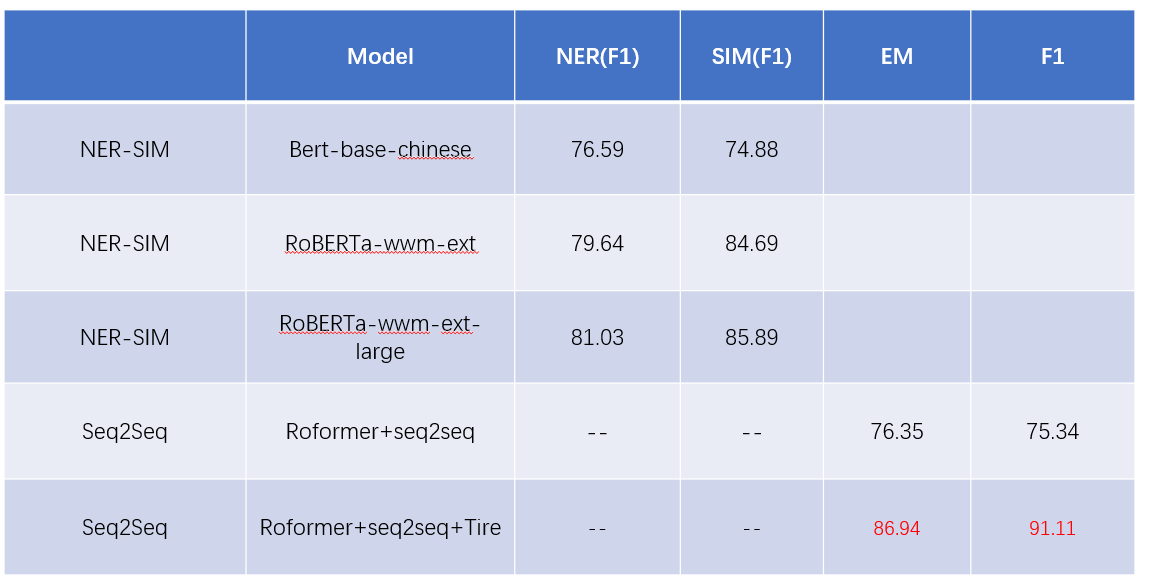 Model NER(F1) SIM(F1) EM F1
NER-SIM Bert-base-chinese 76.59 74.88
NER-SIM RoBERTa-wwm-ext 79.64 84.69
NER-SIM RoBERTa-wwm-ext-
large 81.03 85.89
Seq2Seq Roformer+seq2seq -- -- 76.35 75.34
Seq2Seq Roformer+seq2seq+Tire -- -- 86.94 91.11